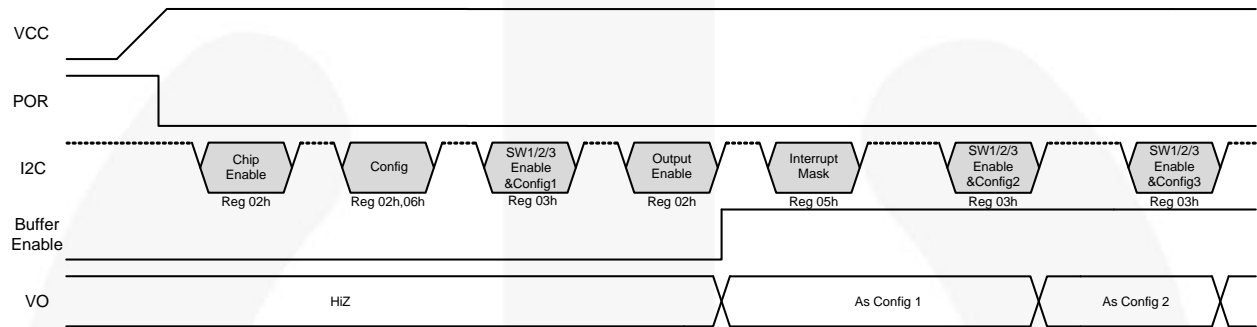 VCC
POR
I2C
Chip
Enable
Config
SW1/2/3
Enable
&Config1
Output
Enable
Interrupt
Mask
SW1/2/3
Enable
&Config2
SW1/2/3
Enable
&Config3
Reg 02h
Reg 02h,06h
Reg 03h
Reg 02h
Reg 05h
Reg 03h
Reg 03h
Buffer
Enable
VO
HiZ
As Config 1
As Config 2